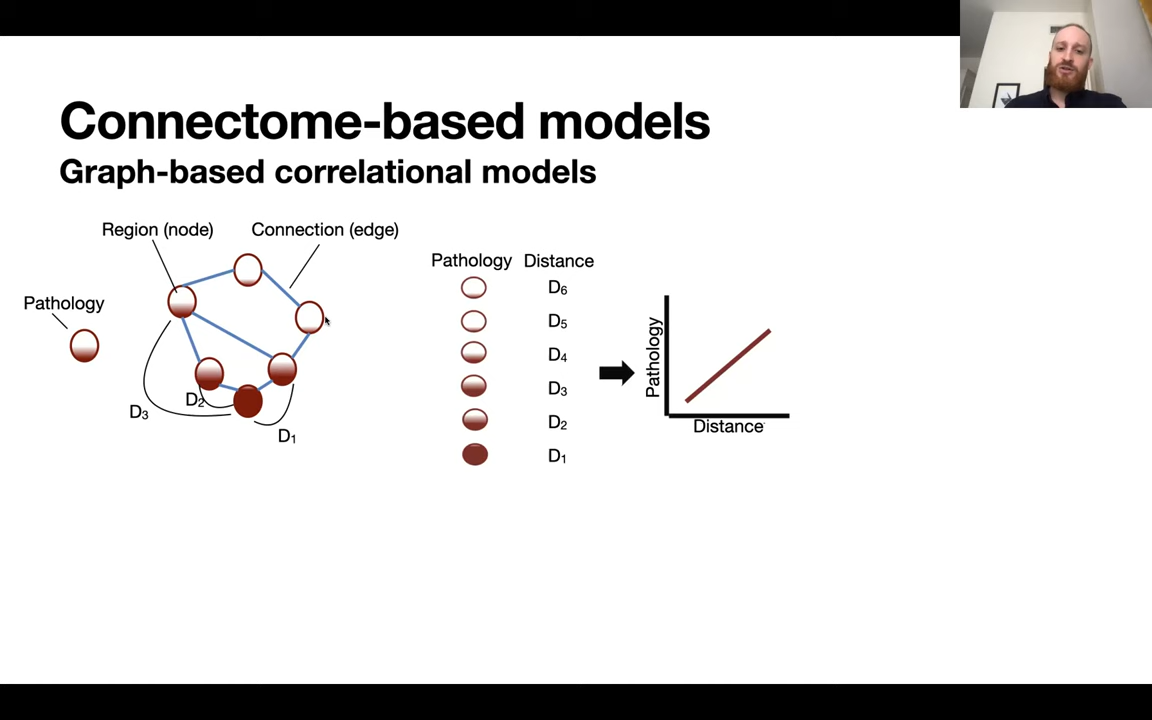 Connectome-based models
Graph-based correlational models
Region (node)
Connection (edge)
Pathology
D3
D2
D1
Pathology Distance
D6
D5
D4
D3
D2
D1
Pathology
Distance